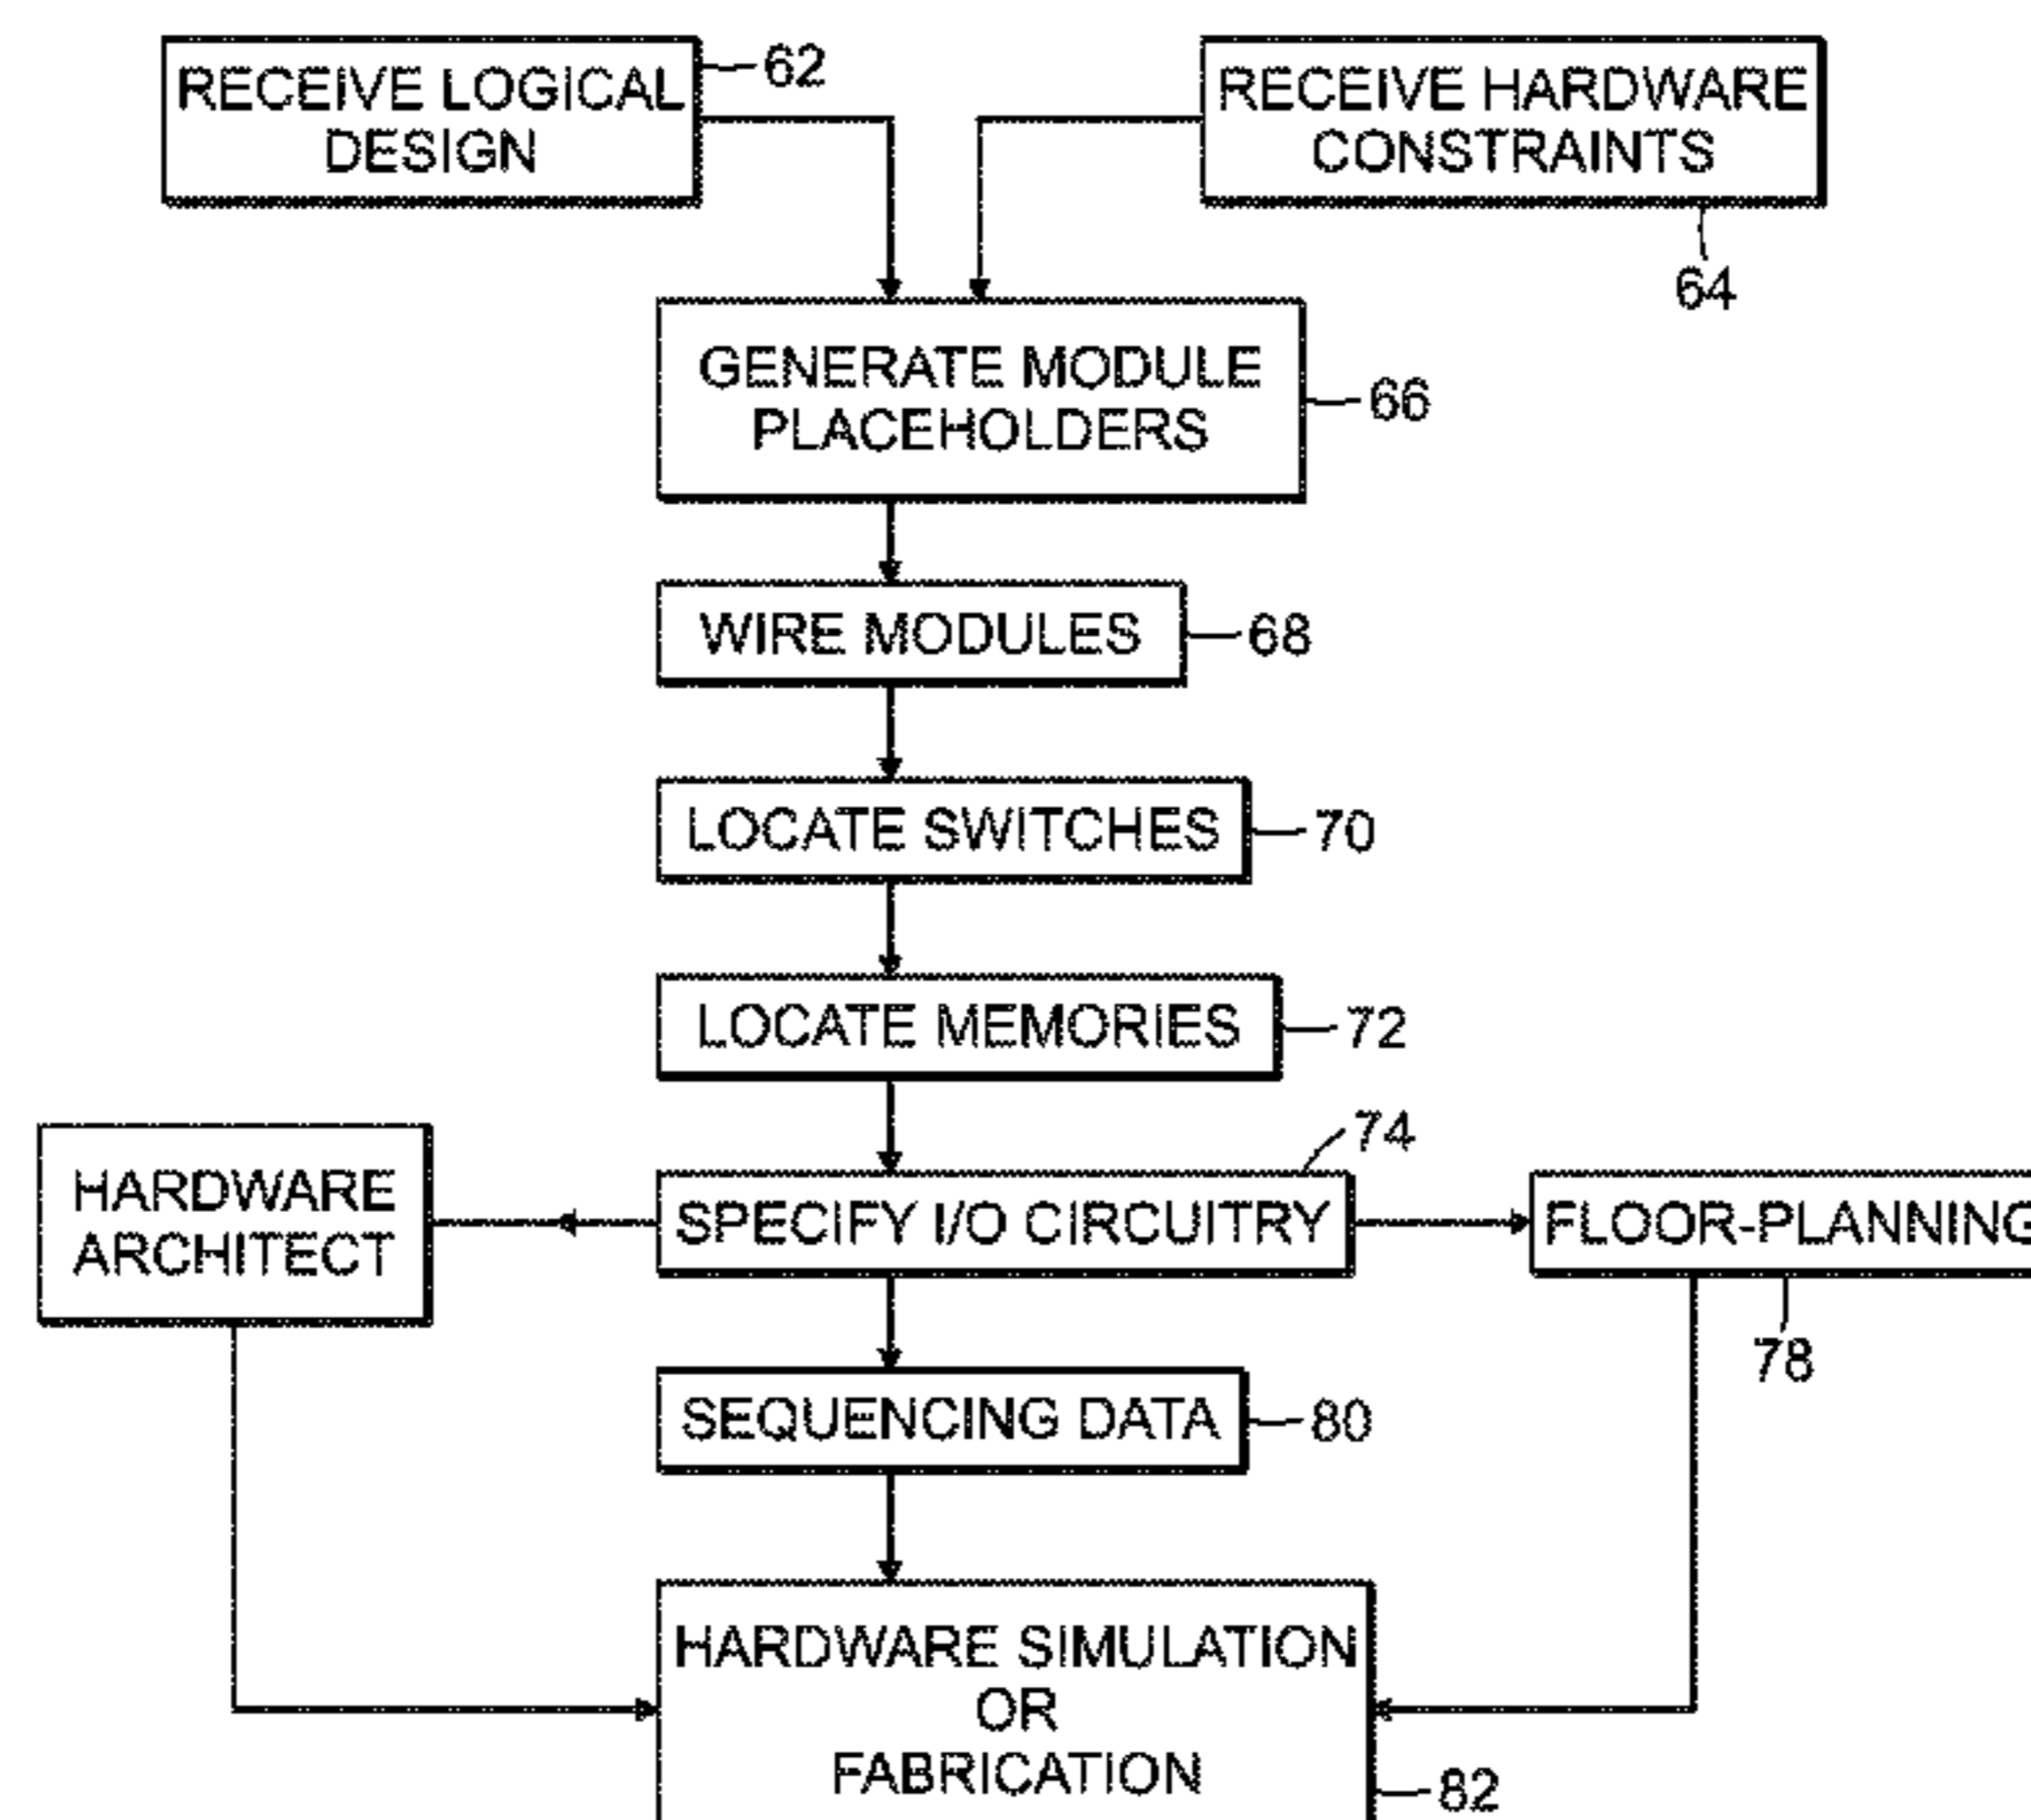 RECEIVE LOGICAL
DESIGN
62
RECEIVE HARDWARE
CONSTRAINTS
64
GENERATE MODULE
PLACEHOLDERS
66
WIRE MODULES
68
LOCATE SWITCHES
70
LOCATE MEMORIES
72
HARDWARE
ARCHITECT
74
SPECIFY I/O CIRCUITRY
FLOOR-PLANNING
78
SEQUENCING DATA
80
HARDWARE SIMULATION
OR
FABRICATION
82